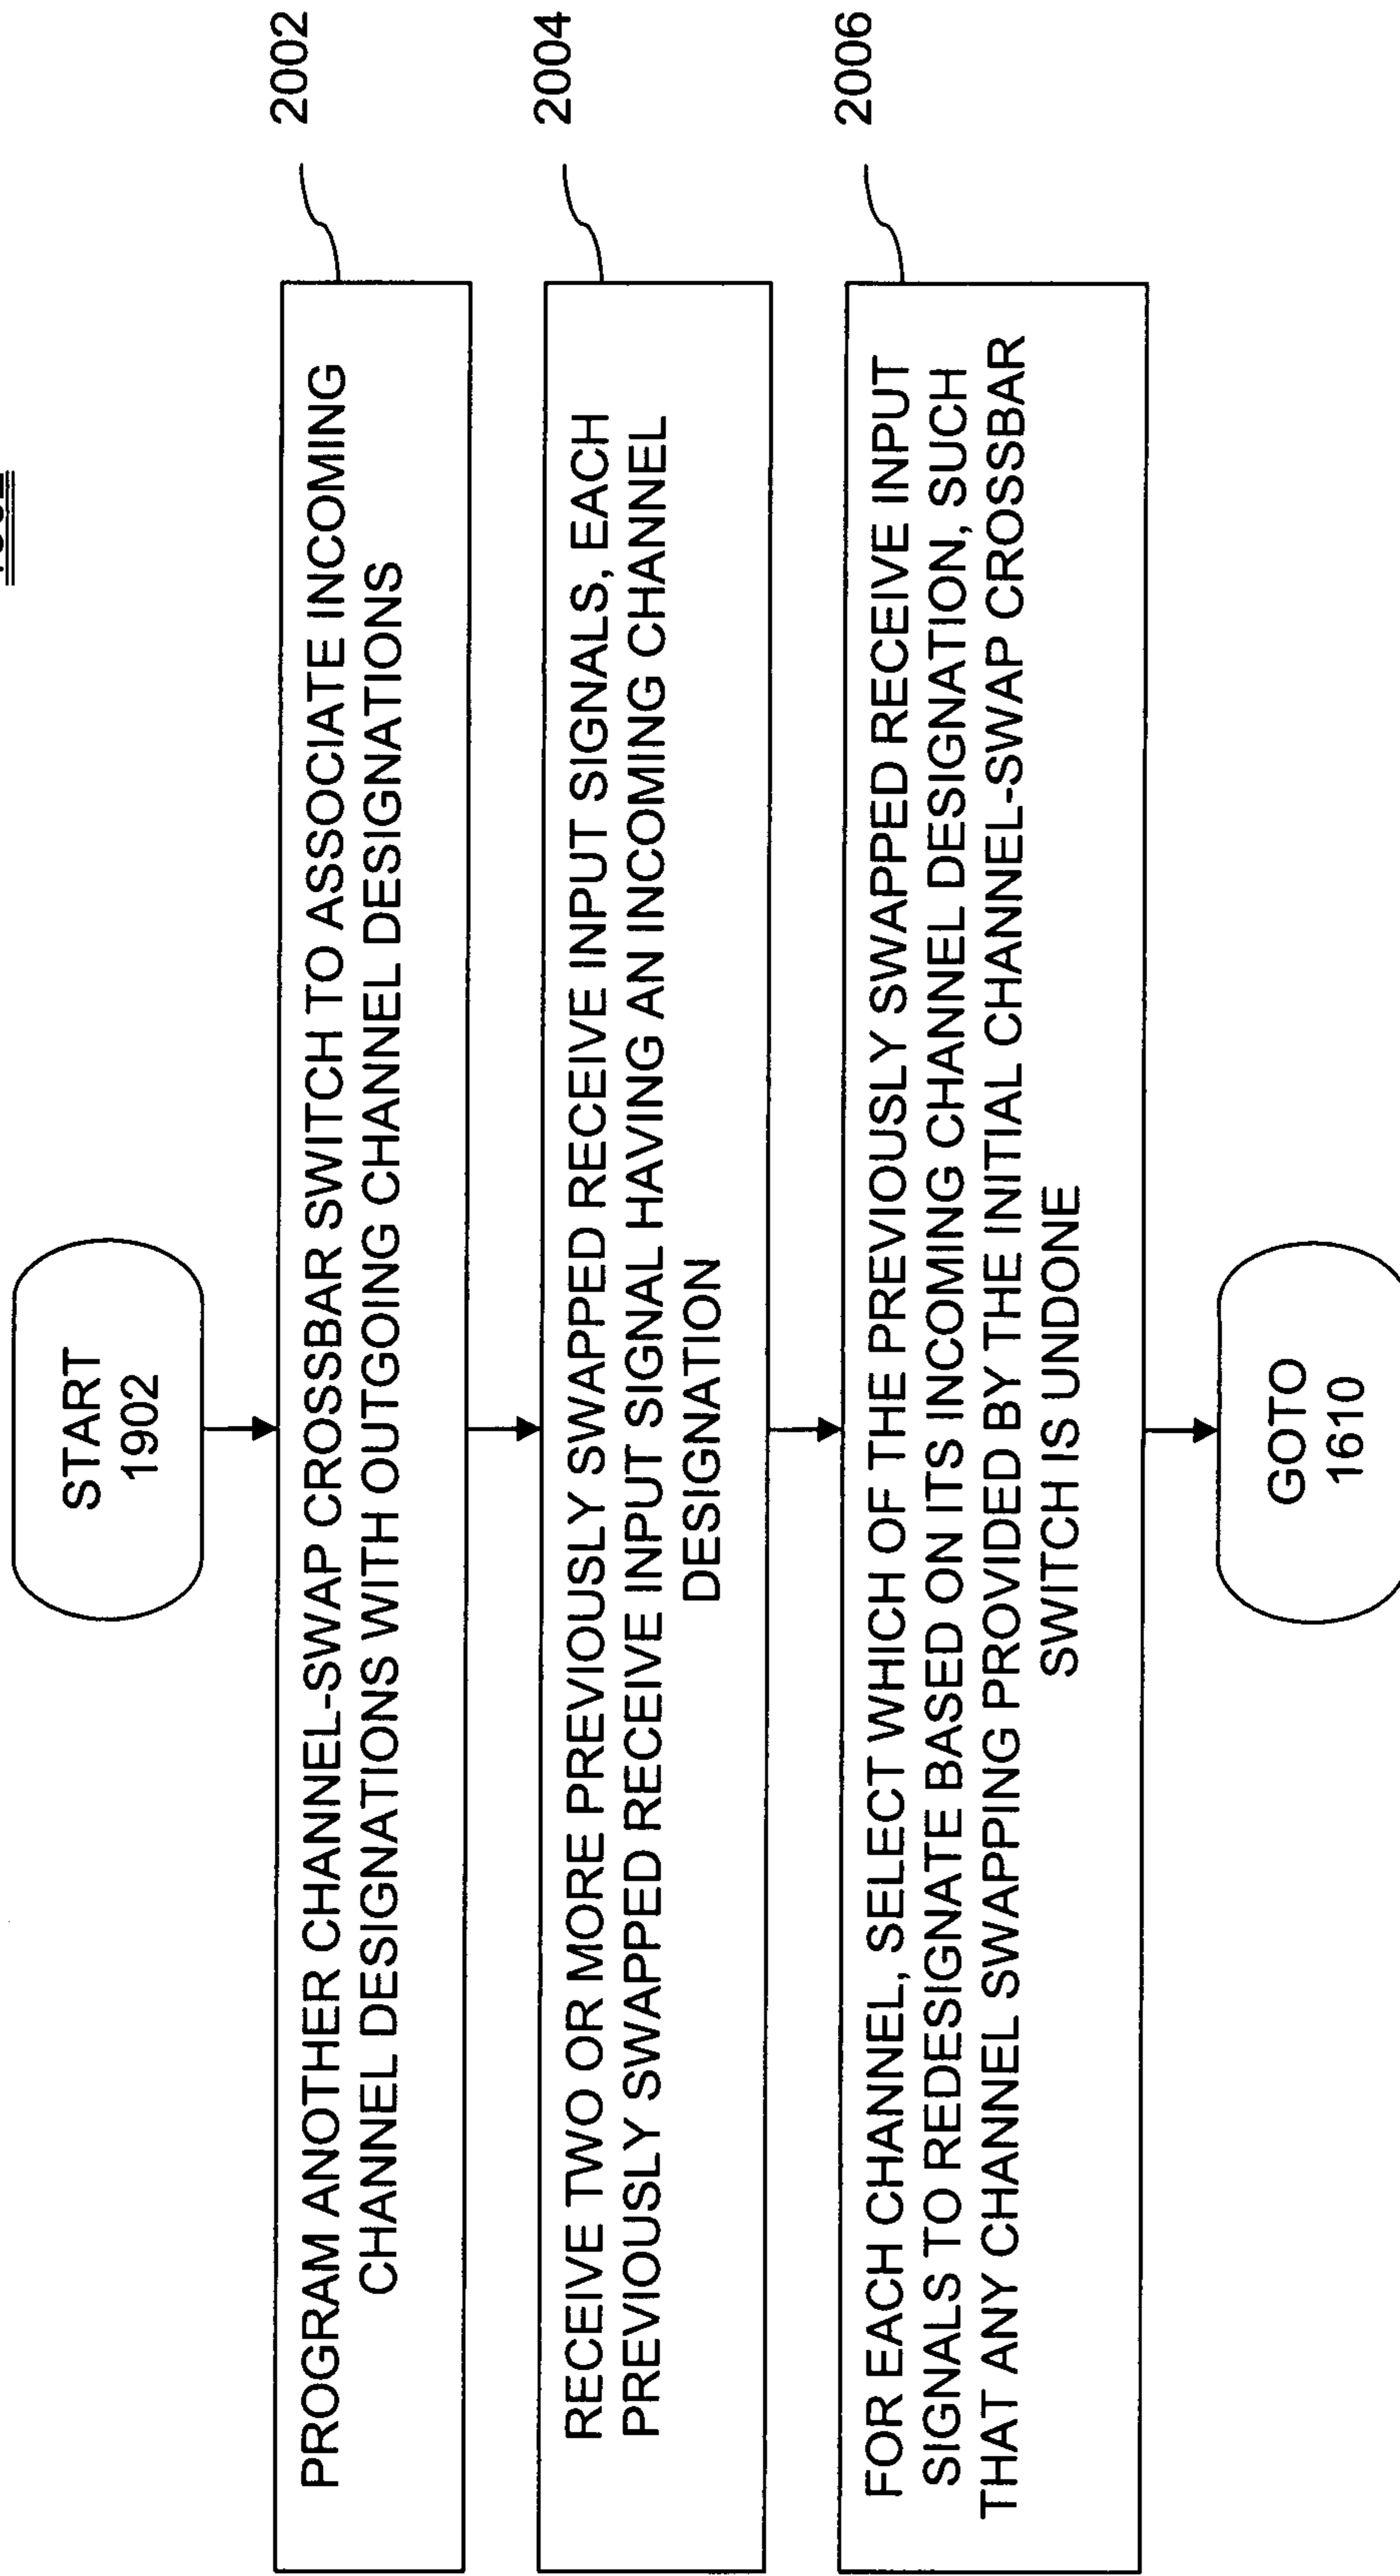 START
1902
PROGRAM ANOTHER CHANNEL-SWAP CROSSBAR SWITCH TO ASSOCIATE INCOMING
CHANNEL DESIGNATIONS WITH OUTGOING CHANNEL DESIGNATIONS
2002
RECEIVE TWO OR MORE PREVIOUSLY SWAPPED RECEIVE INPUT SIGNALS, EACH
PREVIOUSLY SWAPPED RECEIVE INPUT SIGNAL HAVING AN INCOMING CHANNEL
DESIGNATION
2004
FOR EACH CHANNEL, SELECT WHICH OF THE PREVIOUSLY SWAPPED RECEIVE INPUT
SIGNALS TO REDESIGNATE BASED ON ITS INCOMING CHANNEL DESIGNATION, SUCH
THAT ANY CHANNEL SWAPPING PROVIDED BY THE INITIAL CHANNEL-SWAP CROSSBAR
SWITCH IS UNDONE
2006
GOTO
1610